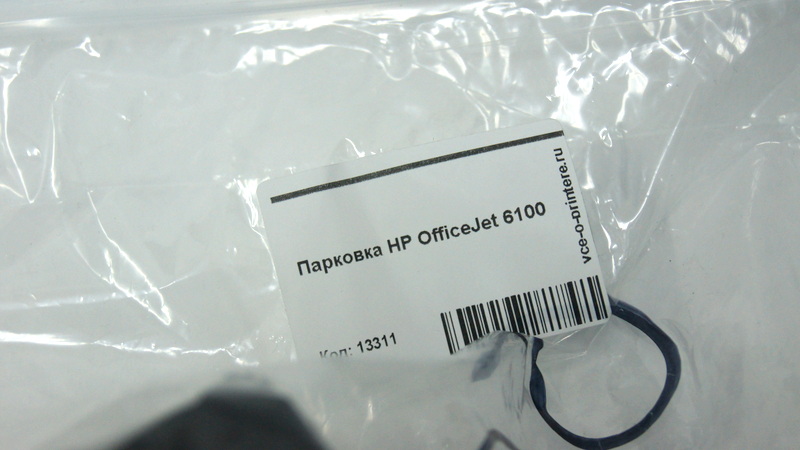 Парковка HP OfficeJet 6100
Код: 13311
vce-o-printere.ru